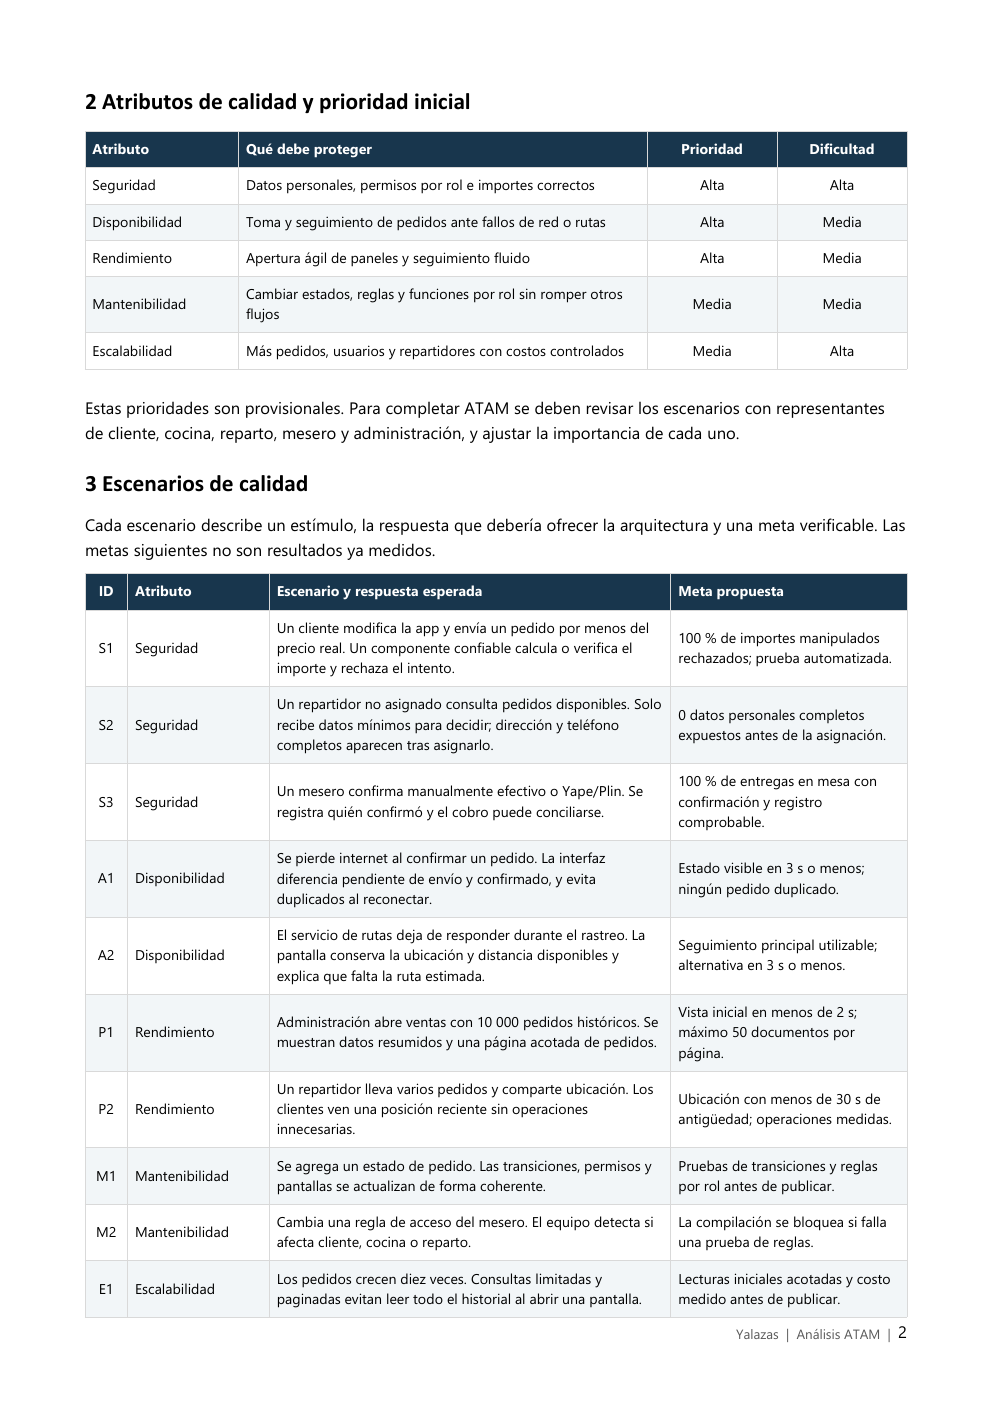 2 Atributos de calidad y prioridad inicial
Atributo Qué debe proteger Prioridad Dificultad
Seguridad Datos personales, permisos por rol e importes correctos Alta Alta
Disponibilidad Toma y seguimiento de pedidos ante fallos de red o rutas Alta Media
Rendimiento Apertura ágil de paneles y seguimiento fluido Alta Media
Mantenibilidad Cambiar estados, reglas y funciones por rol sin romper otros
flujos Media Media
Escalabilidad Más pedidos, usuarios y repartidores con costos controlados Media Alta
Estas prioridades son provisionales. Para completar ATAM se deben revisar los escenarios con representantes
de cliente, cocina, reparto, mesero y administración, y ajustar la importancia de cada uno.
3 Escenarios de calidad
Cada escenario describe un estímulo, la respuesta que debería ofrecer la arquitectura y una meta verificable. Las
metas siguientes no son resultados ya medidos.
ID Atributo Escenario y respuesta esperada Meta propuesta
S1 Seguridad
Un cliente modifica la app y envía un pedido por menos del
precio real. Un componente confiable calcula o verifica el
importe y rechaza el intento.
100 % de importes manipulados
rechazados; prueba automatizada.
S2 Seguridad
Un repartidor no asignado consulta pedidos disponibles. Solo
recibe datos mínimos para decidir; dirección y teléfono
completos aparecen tras asignarlo.
0 datos personales completos
expuestos antes de la asignación.
S3 Seguridad
Un mesero confirma manualmente efectivo o Yape/Plin. Se
registra quién confirmó y el cobro puede conciliarse.
100 % de entregas en mesa con
confirmación y registro
comprobable.
A1 Disponibilidad
Se pierde internet al confirmar un pedido. La interfaz
diferencia pendiente de envío y confirmado, y evita
duplicados al reconectar.
Estado visible en 3 s o menos;
ningún pedido duplicado.
A2 Disponibilidad
El servicio de rutas deja de responder durante el rastreo. La
pantalla conserva la ubicación y distancia disponibles y
explica que falta la ruta estimada.
Seguimiento principal utilizable;
alternativa en 3 s o menos.
P1 Rendimiento
Administración abre ventas con 10 000 pedidos históricos. Se
muestran datos resumidos y una página acotada de pedidos.
Vista inicial en menos de 2 s;
máximo 50 documentos por
página.
P2 Rendimiento
Un repartidor lleva varios pedidos y comparte ubicación. Los
clientes ven una posición reciente sin operaciones
innecesarias.
Ubicación con menos de 30 s de
antigüedad; operaciones medidas.
M1 Mantenibilidad
Se agrega un estado de pedido. Las transiciones, permisos y
pantallas se actualizan de forma coherente.
Pruebas de transiciones y reglas
por rol antes de publicar.
M2 Mantenibilidad
Cambia una regla de acceso del mesero. El equipo detecta si
afecta cliente, cocina o reparto.
La compilación se bloquea si falla
una prueba de reglas.
E1 Escalabilidad
Los pedidos crecen diez veces. Consultas limitadas y
paginadas evitan leer todo el historial al abrir una pantalla.
Lecturas iniciales acotadas y costo
medido antes de publicar.
Yalazas | Análisis ATAM | 2